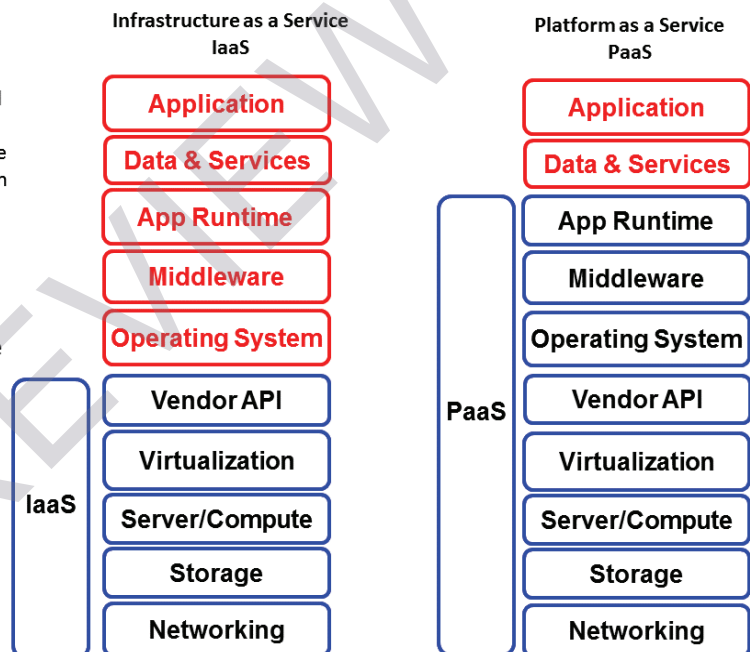 Infrastructure as a Service
IaaS
Application
Data & Services
App Runtime
Middleware
Operating System
Vendor API
Virtualization
Server/Compute
Storage
Networking
IaaS
Platform as a Service
PaaS
Application
Data & Services
App Runtime
Middleware
Operating System
Vendor API
Virtualization
Server/Compute
Storage
Networking
PaaS